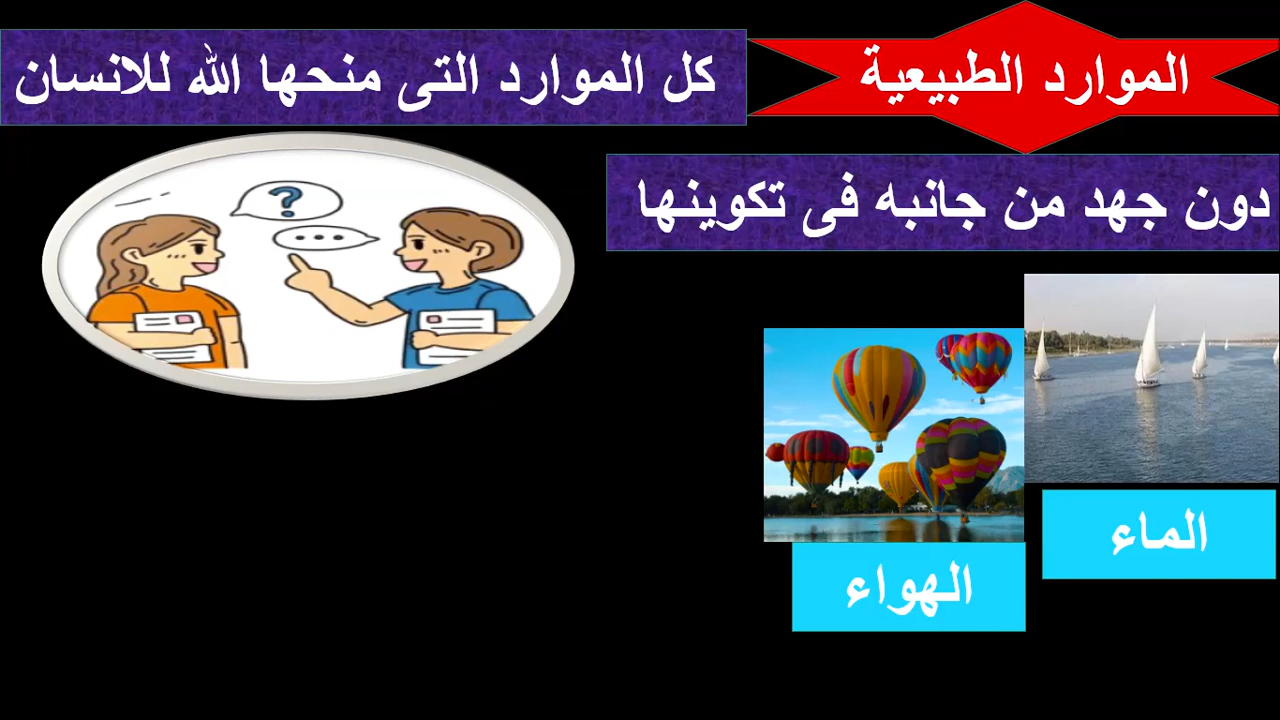 الموارد الطبيعية
كل الموارد التى منحها الله للانسان
دون جهد من جانبه فى تكوينها
?
...
الماء
الهواء